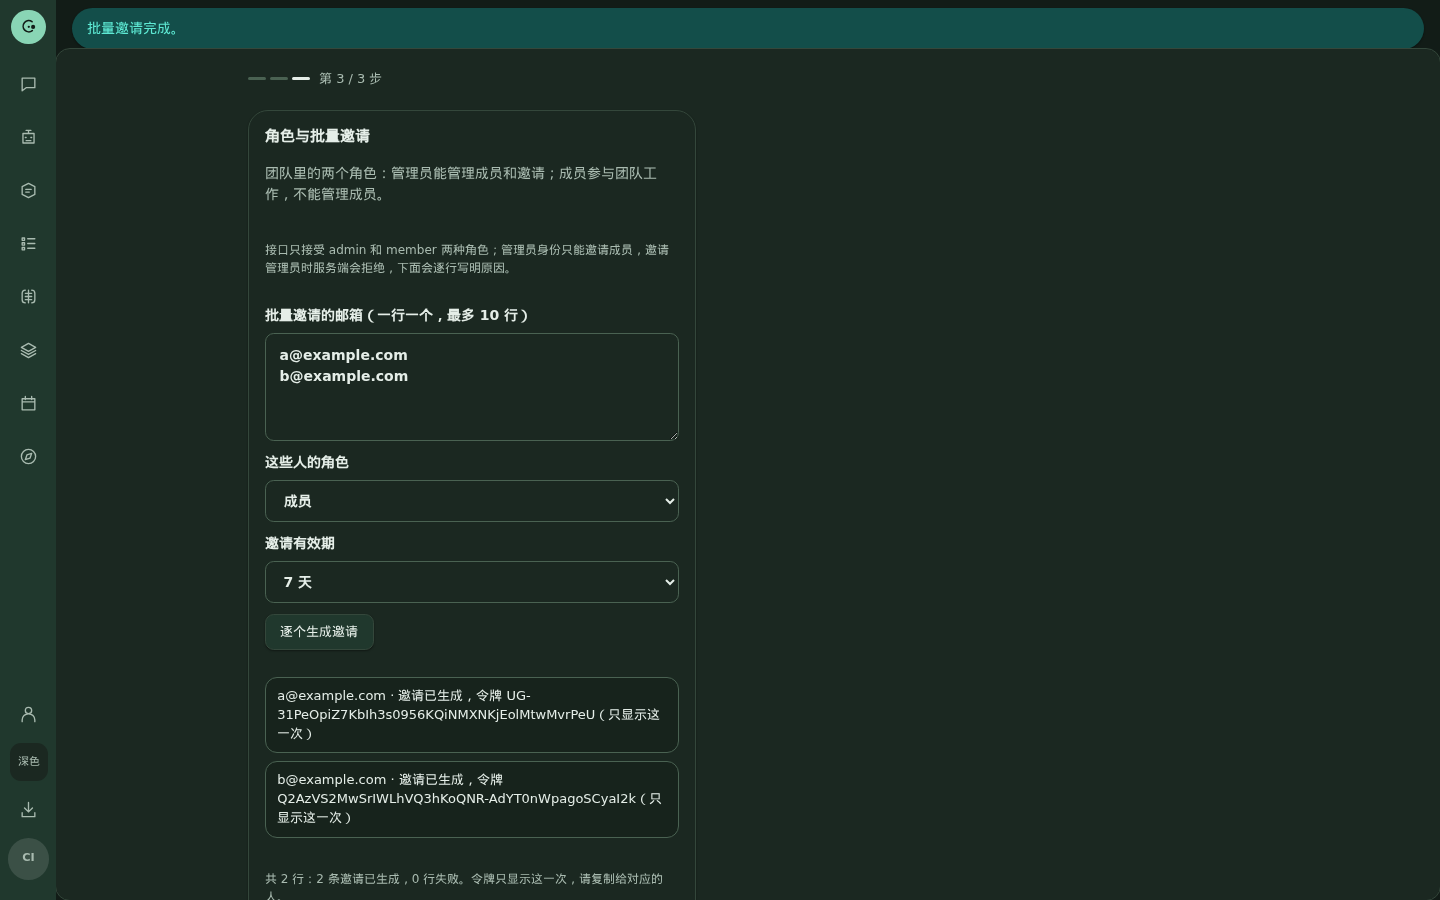 批量邀请完成。
第 3 / 3 步
角色与批量邀请
团队里的两个角色：管理员能管理成员和邀请；成员参与团队工
作，不能管理成员。
接口只接受 admin 和 member 两种角色；管理员身份只能邀请成员，邀请
管理员时服务端会拒绝，下面会逐行写明原因。
批量邀请的邮箱（一行一个，最多 10 行）
a@example.com
b@example.com
这些人的角色
成员
邀请有效期
7 天
逐个生成邀请
a@example.com · 邀请已生成，令牌 UG-
31PeOpiZ7KbIh3s0956KQiNMXNKjEolMtwMvrPeU（只显示这
一次）
b@example.com · 邀请已生成，令牌
Q2AzVS2MwSrIWLhVQ3hKoQNR-AdYT0nWpagoSCyaI2k（只
显示这一次）
共 2 行：2 条邀请已生成，0 行失败。令牌只显示这一次，请复制给对应的
人。
深色
CI